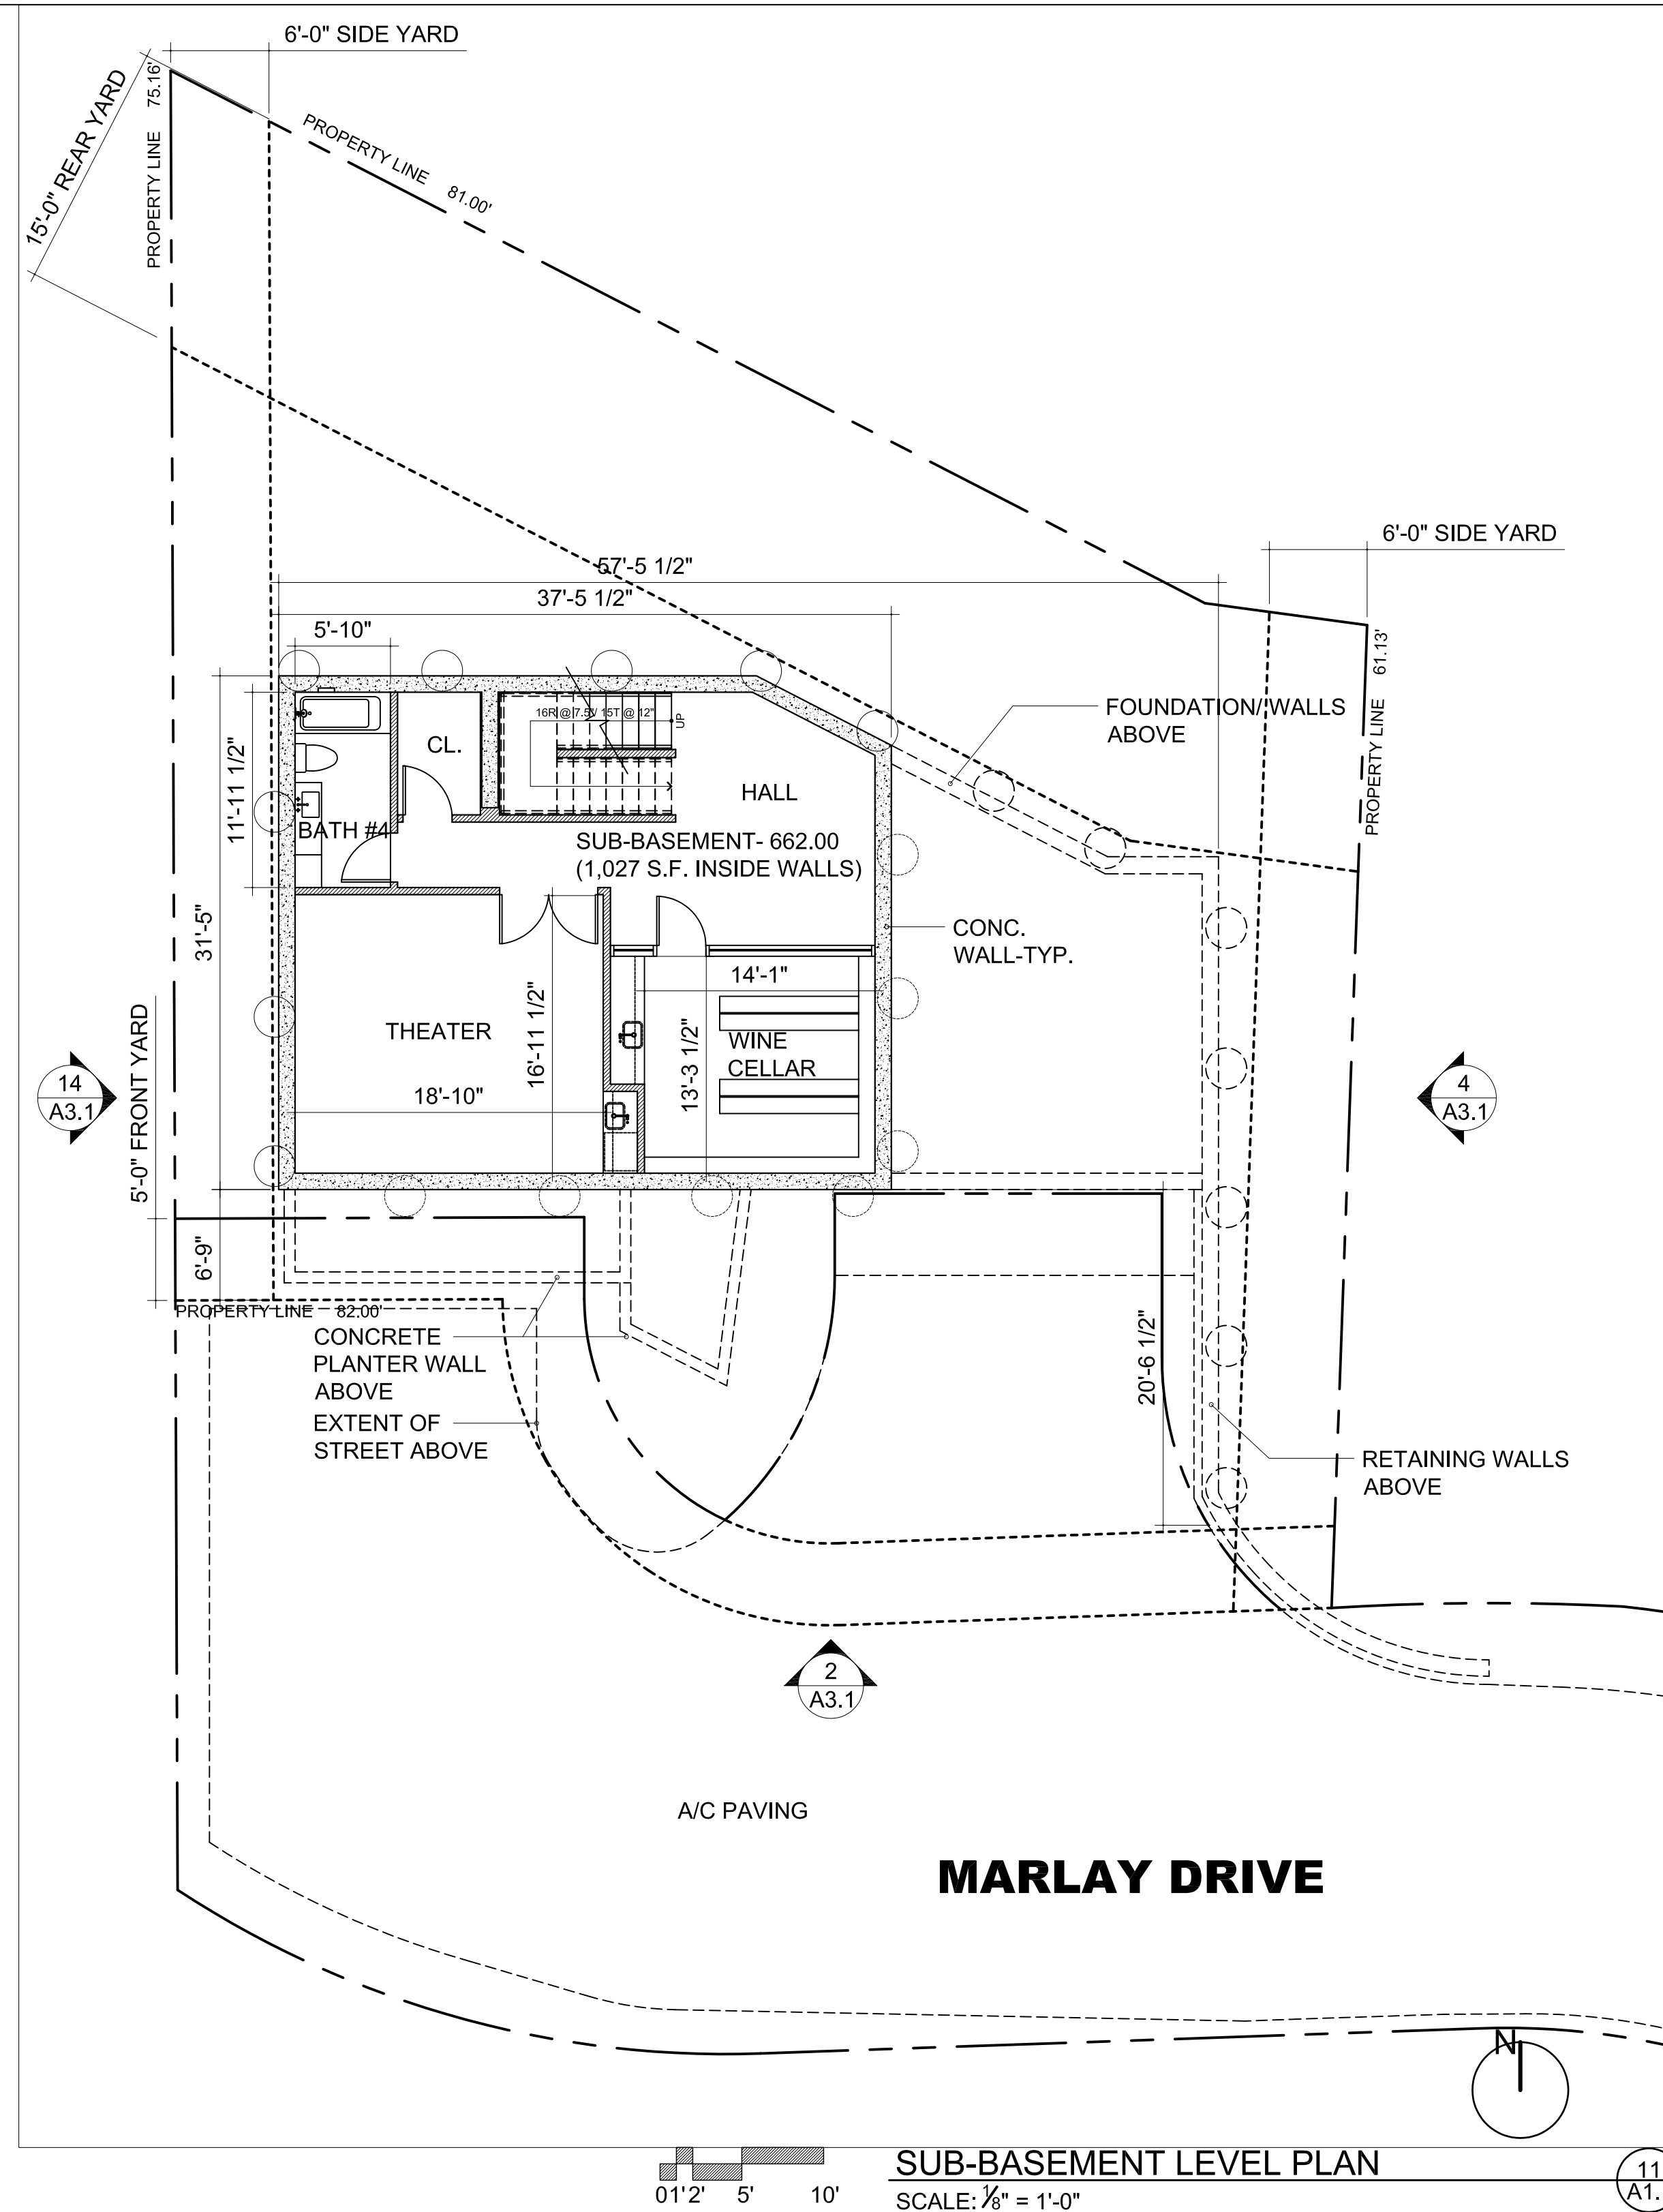 6'-0" SIDE YARD
15'-0" REAR YARD
PROPERTY LINE 75.16'
PROPERTY LINE 81.00'
6'-0" SIDE YARD
57'-5 1/2"
37'-5 1/2"
5'-10"
PROPERTY LINE 61.13'
FOUNDATION/ WALLS
ABOVE
16R @ 7.5"/ 15T @ 12"
UP
CL.
HALL
11'-11 1/2"
BATH #4
SUB-BASEMENT- 662.00
(1,027 S.F. INSIDE WALLS)
31'-5"
CONC.
WALL-TYP.
14'-1"
THEATER
16'-11 1/2"
WINE
CELLAR
13'-3 1/2"
18'-10"
14
A3.1
4
A3.1
5'-0" FRONT YARD
6'-9"
PROPERTY LINE 82.00'
CONCRETE
PLANTER WALL
ABOVE
EXTENT OF
STREET ABOVE
20'-6 1/2"
RETAINING WALLS
ABOVE
2
A3.1
A/C PAVING
MARLAY DRIVE
N
01'2' 5' 10'
SUB-BASEMENT LEVEL PLAN
SCALE: 1/8" = 1'-0"
11
A1.